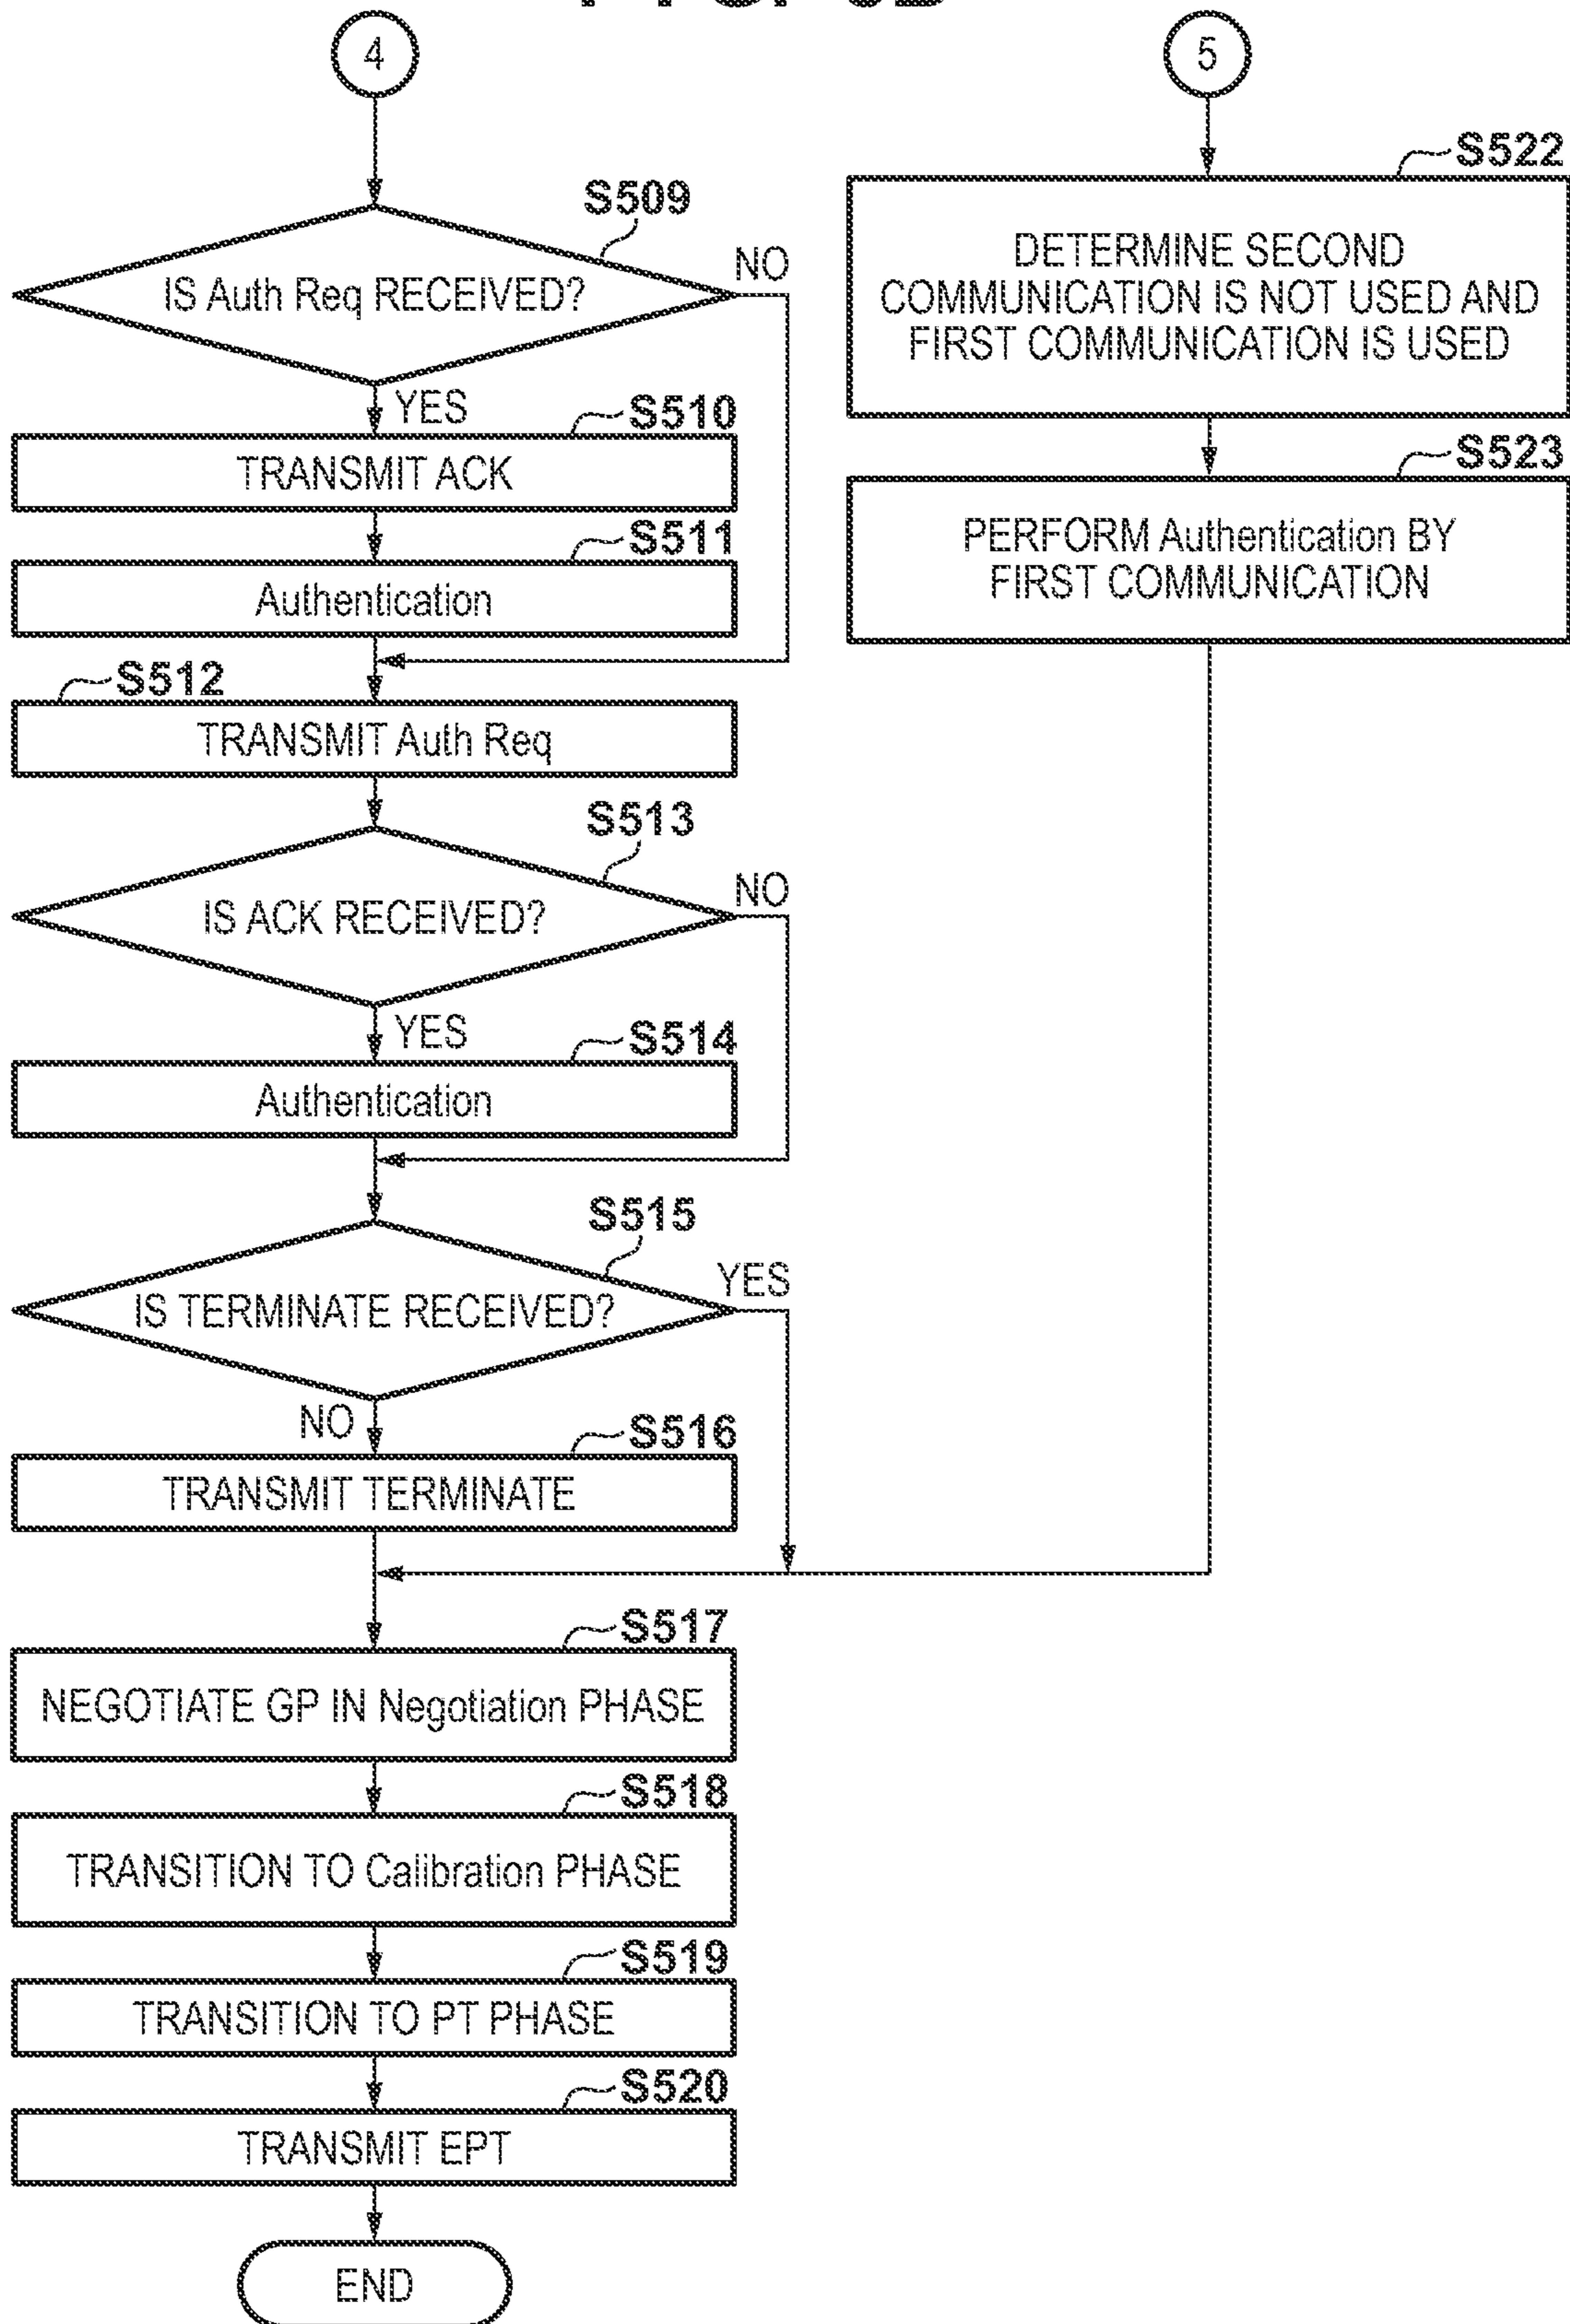 4
S509
IS Auth Req RECEIVED?
NO
YES
S510
TRANSMIT ACK
S511
Authentication
S512
TRANSMIT Auth Req
S513
IS ACK RECEIVED?
NO
YES
S514
Authentication
S515
IS TERMINATE RECEIVED?
YES
NO
S516
TRANSMIT TERMINATE
S517
NEGOTIATE GP IN Negotiation PHASE
S518
TRANSITION TO Calibration PHASE
S519
TRANSITION TO PT PHASE
S520
TRANSMIT EPT
END
5
S522
DETERMINE SECOND
COMMUNICATION IS NOT USED AND
FIRST COMMUNICATION IS USED
S523
PERFORM Authentication BY
FIRST COMMUNICATION